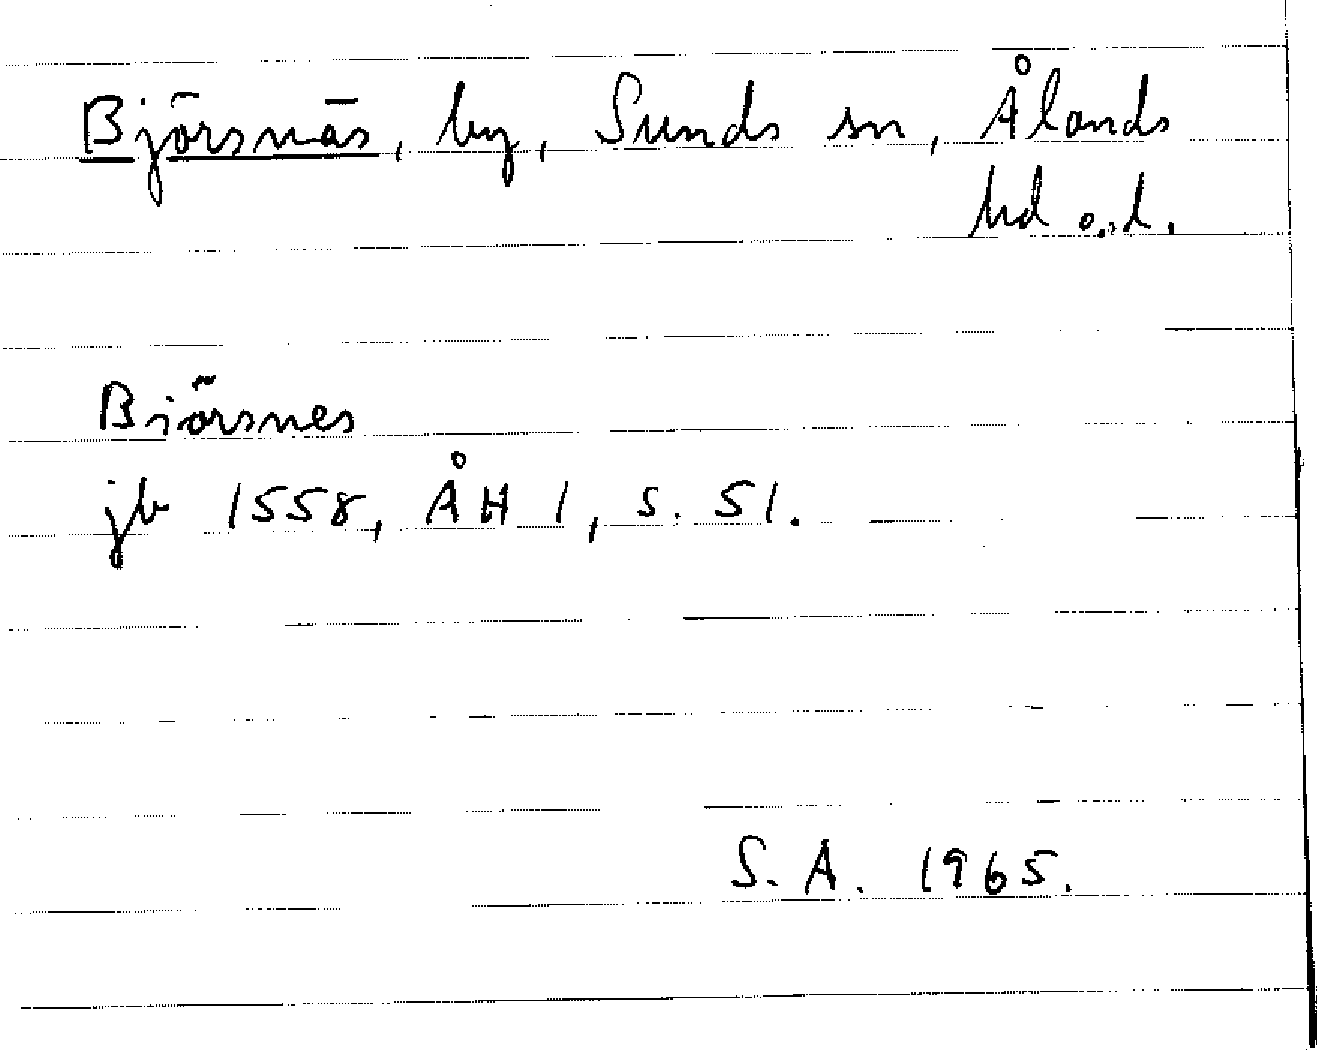 Björsnäs, by, Sunds sn, Ålands
hd o.l.
Biörsnes
jb 1558, ÅH 1, s. 51.
S. A. 1965.